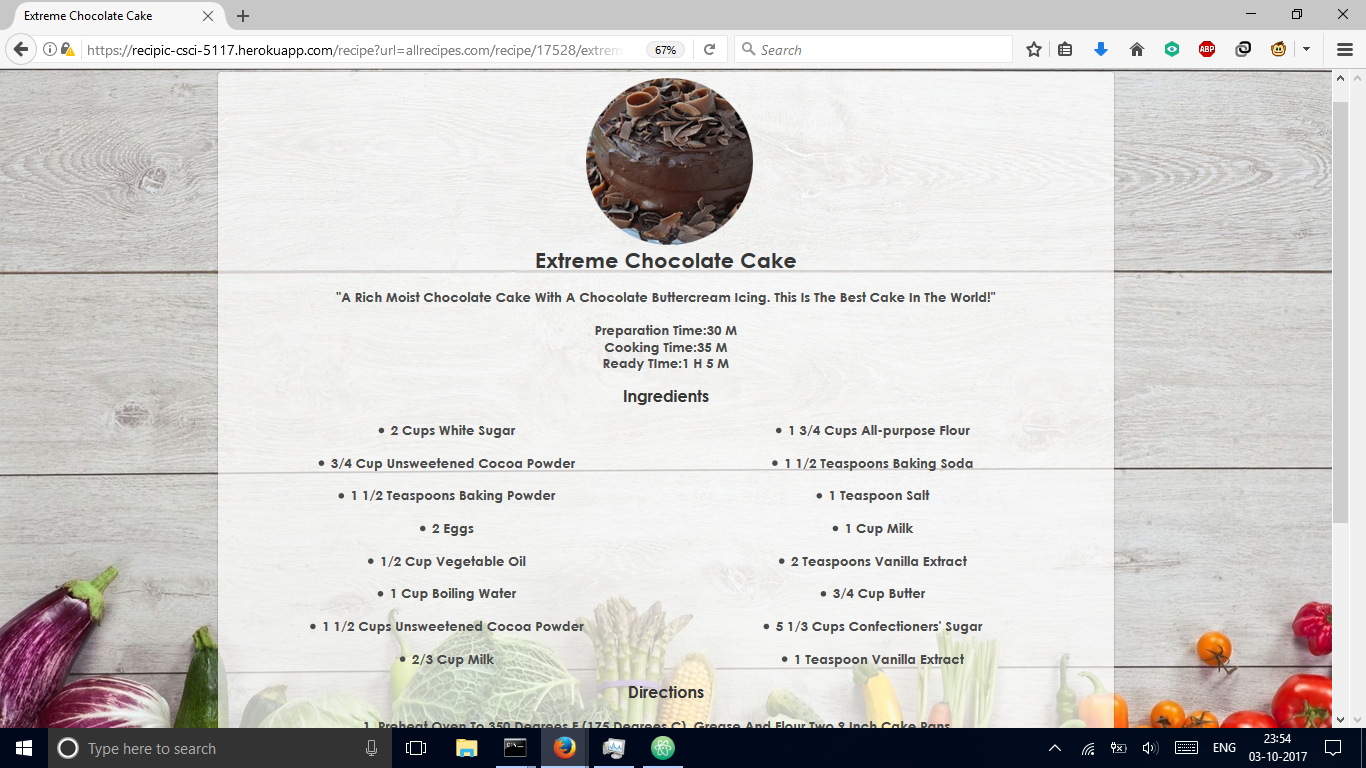 Extreme Chocolate Cake
https://recipic-csci-5117.herokuapp.com/recipe?url=allrecipes.com/recipe/17528/extrem
67%
Search
ABP
Extreme Chocolate Cake
"A Rich Moist Chocolate Cake With A Chocolate Buttercream Icing. This Is The Best Cake In The World!"
Preparation Time:30 M
Cooking Time:35 M
Ready TIme:1 H 5 M
Ingredients
• 2 Cups White Sugar
• 1 3/4 Cups All-purpose Flour
• 3/4 Cup Unsweetened Cocoa Powder
• 1 1/2 Teaspoons Baking Soda
• 1 1/2 Teaspoons Baking Powder
• 1 Teaspoon Salt
• 2 Eggs
• 1 Cup Milk
• 1/2 Cup Vegetable Oil
• 2 Teaspoons Vanilla Extract
• 1 Cup Boiling Water
• 3/4 Cup Butter
• 1 1/2 Cups Unsweetened Cocoa Powder
• 5 1/3 Cups Confectioners' Sugar
• 2/3 Cup Milk
• 1 Teaspoon Vanilla Extract
Directions
1. Preheat Oven To 350 Degrees F (175 Degrees C). Grease And Flour Two 9 Inch Cake Pans.
Type here to search
ENG
23:54
03-10-2017